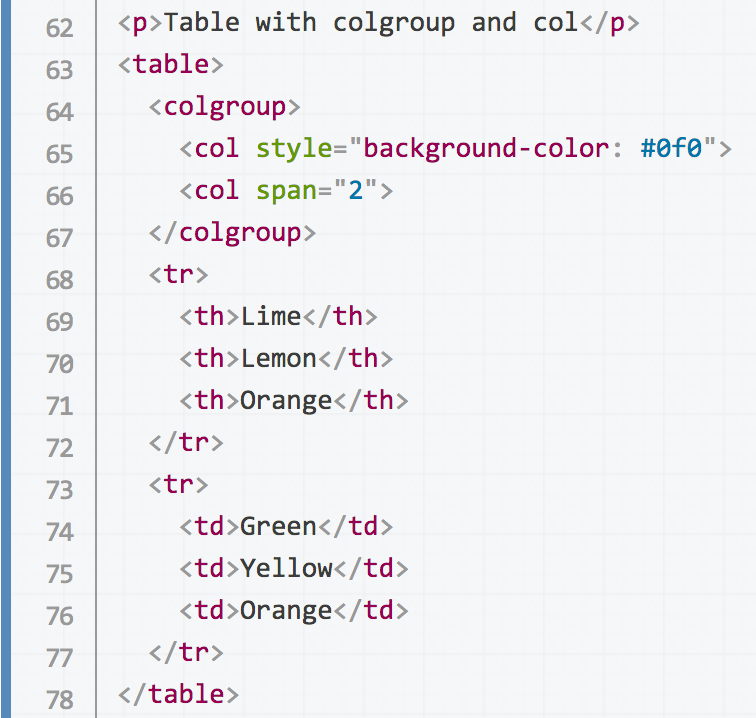 62 <p>Table with colgroup and col</p>
63 <table>
64 <colgroup>
65 <col style="background-color: #0f0">
66 <col span="2">
67 </colgroup>
68 <tr>
69 <th>Lime</th>
70 <th>Lemon</th>
71 <th>Orange</th>
72 </tr>
73 <tr>
74 <td>Green</td>
75 <td>Yellow</td>
76 <td>Orange</td>
77 </tr>
78 </table>